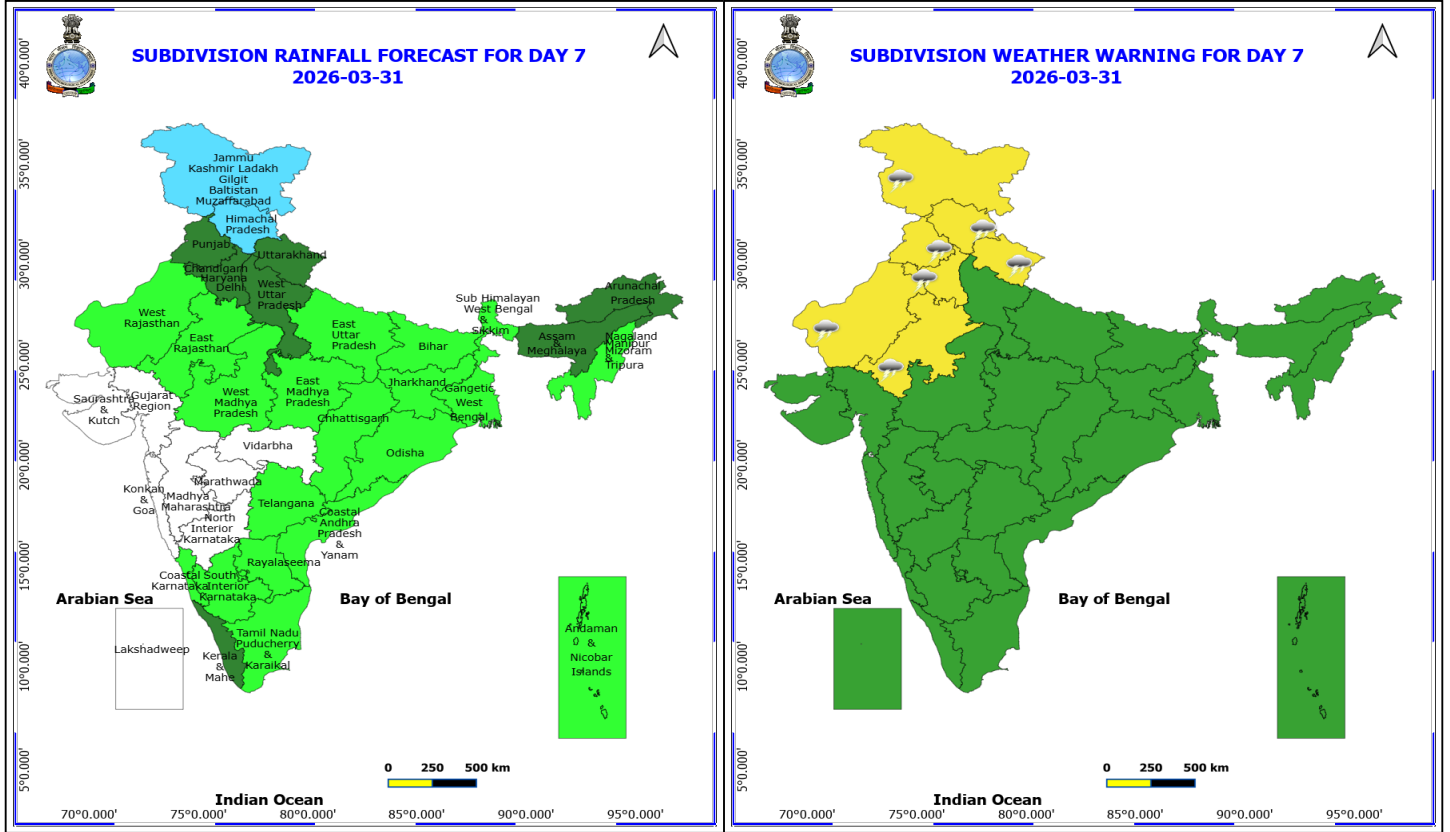 SUBDIVISION RAINFALL FORECAST FOR DAY 7
2026-03-31
40°0.000'
35°0.000'
30°0.000'
25°0.000'
20°0.000'
15°0.000'
10°0.000'
5°0.000'
Jammu
Kashmir Ladakh
Gilgit
Baltistan
Muzaffarabad
Himachal
Pradesh
Punjab
Uttarakhand
Chandigarh
Haryana
Delhi
West
Uttar
Pradesh
Arunachal
Pradesh
Sub Himalayan
West Bengal
&
Sikkim
West
Rajasthan
East
Rajasthan
East
Uttar
Pradesh
Bihar
Assam
&
Meghalaya
Nagaland
Manipur
Mizoram
&
Tripura
Saurashtra
&
Kutch
Gujarat
Region
West
Madhya
Pradesh
East
Madhya
Pradesh
Jharkhand
Gangetic
West
Bengal
Chhattisgarh
Vidarbha
Odisha
Konkan
&
Goa
Marathwada
Madhya
Maharashtra
North
Interior
Karnataka
Telangana
Coastal
Andhra
Pradesh
&
Yanam
Rayalaseema
Coastal
Karnataka
South
Interior
Karnataka
Arabian Sea
Bay of Bengal
Lakshadweep
Kerala
&
Mahe
Tamil Nadu
Puducherry
&
Karaikal
Andaman
&
Nicobar
Islands
0 250 500 km
Indian Ocean
70°0.000' 75°0.000' 80°0.000' 85°0.000' 90°0.000' 95°0.000'
SUBDIVISION WEATHER WARNING FOR DAY 7
2026-03-31
40°0.000'
35°0.000'
30°0.000'
25°0.000'
20°0.000'
15°0.000'
10°0.000'
5°0.000'
Arabian Sea
Bay of Bengal
0 250 500 km
Indian Ocean
70°0.000' 75°0.000' 80°0.000' 85°0.000' 90°0.000' 95°0.000'